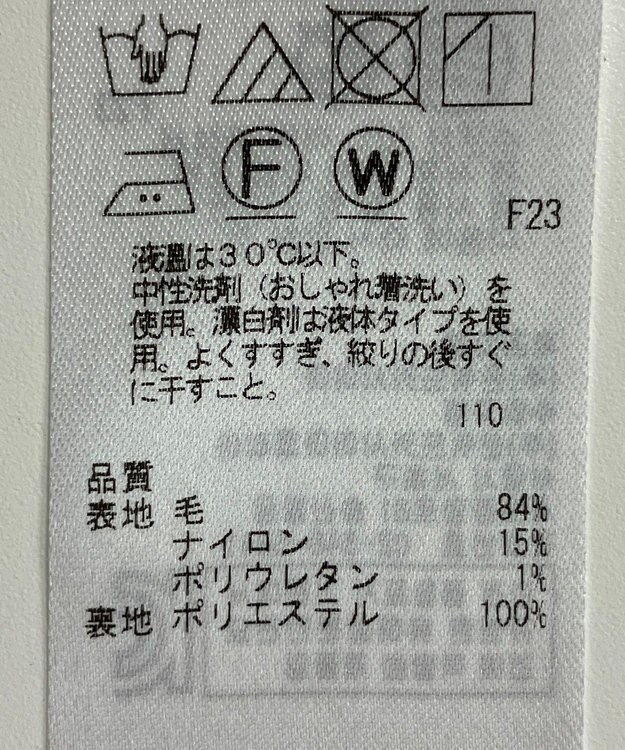 F W
F23
液温は30℃以下。
中性洗剤（おしゃれ着洗い）を
使用。漂白剤は液体タイプを使
用。よくすすぎ、絞りの後すぐ
に干すこと。
110
品質
表地 毛 84%
ナイロン 15%
ポリウレタン 1%
裏地 ポリエステル 100%